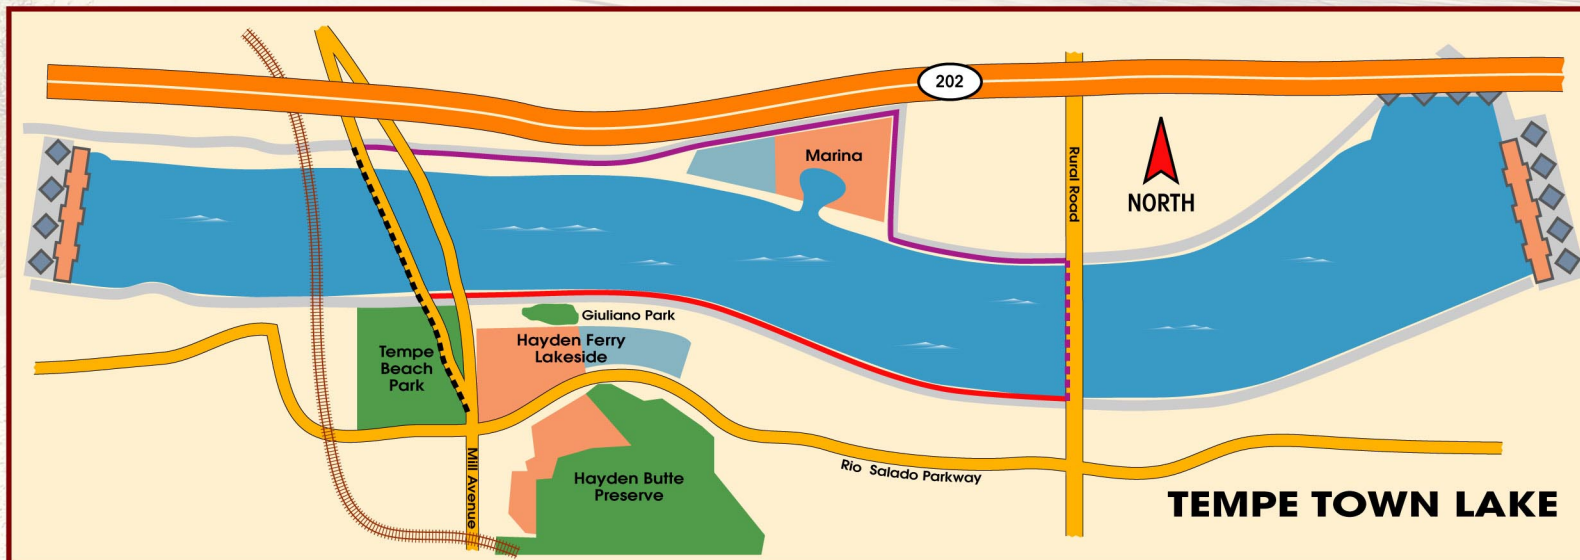 202
Marina
Rural Road
NORTH
Giuliano Park
Hayden Ferry
Lakeside
Tempe
Beach
Park
Mill Avenue
Hayden Butte
Preserve
Rio Salado Parkway
TEMPE TOWN LAKE